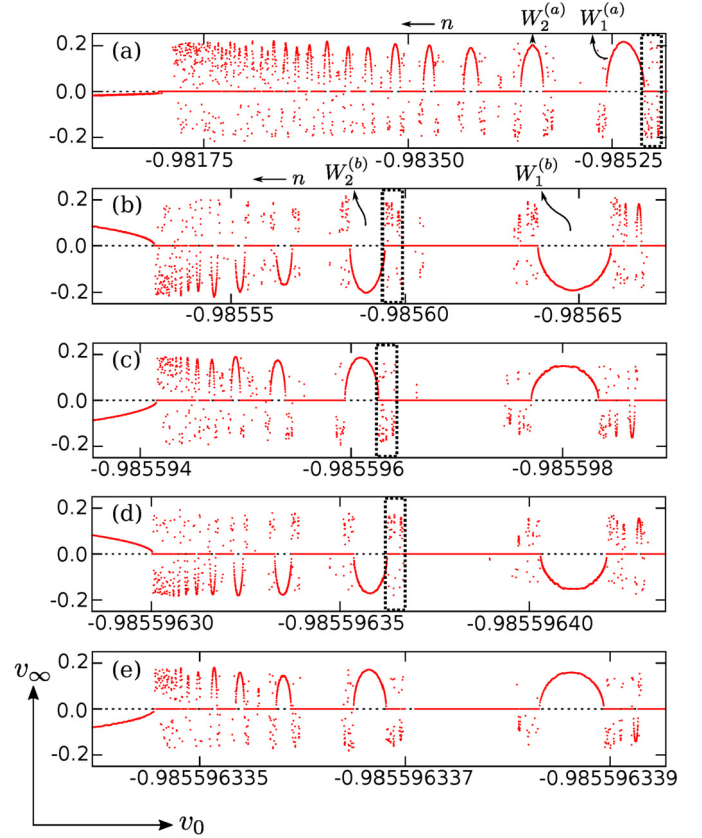 n
W_2^(a)
W_1^(a)
0.2
(a)
0.0
-0.2
-0.98175
-0.98350
-0.98525
n
W_2^(b)
W_1^(b)
0.2
(b)
0.0
-0.2
-0.98555
-0.98560
-0.98565
0.2
(c)
0.0
-0.2
-0.985594
-0.985596
-0.985598
0.2
(d)
0.0
-0.2
-0.98559630
-0.98559635
-0.98559640
0.2
(e)
0.0
-0.2
-0.985596335
-0.985596337
-0.985596339
v_∞
v_0